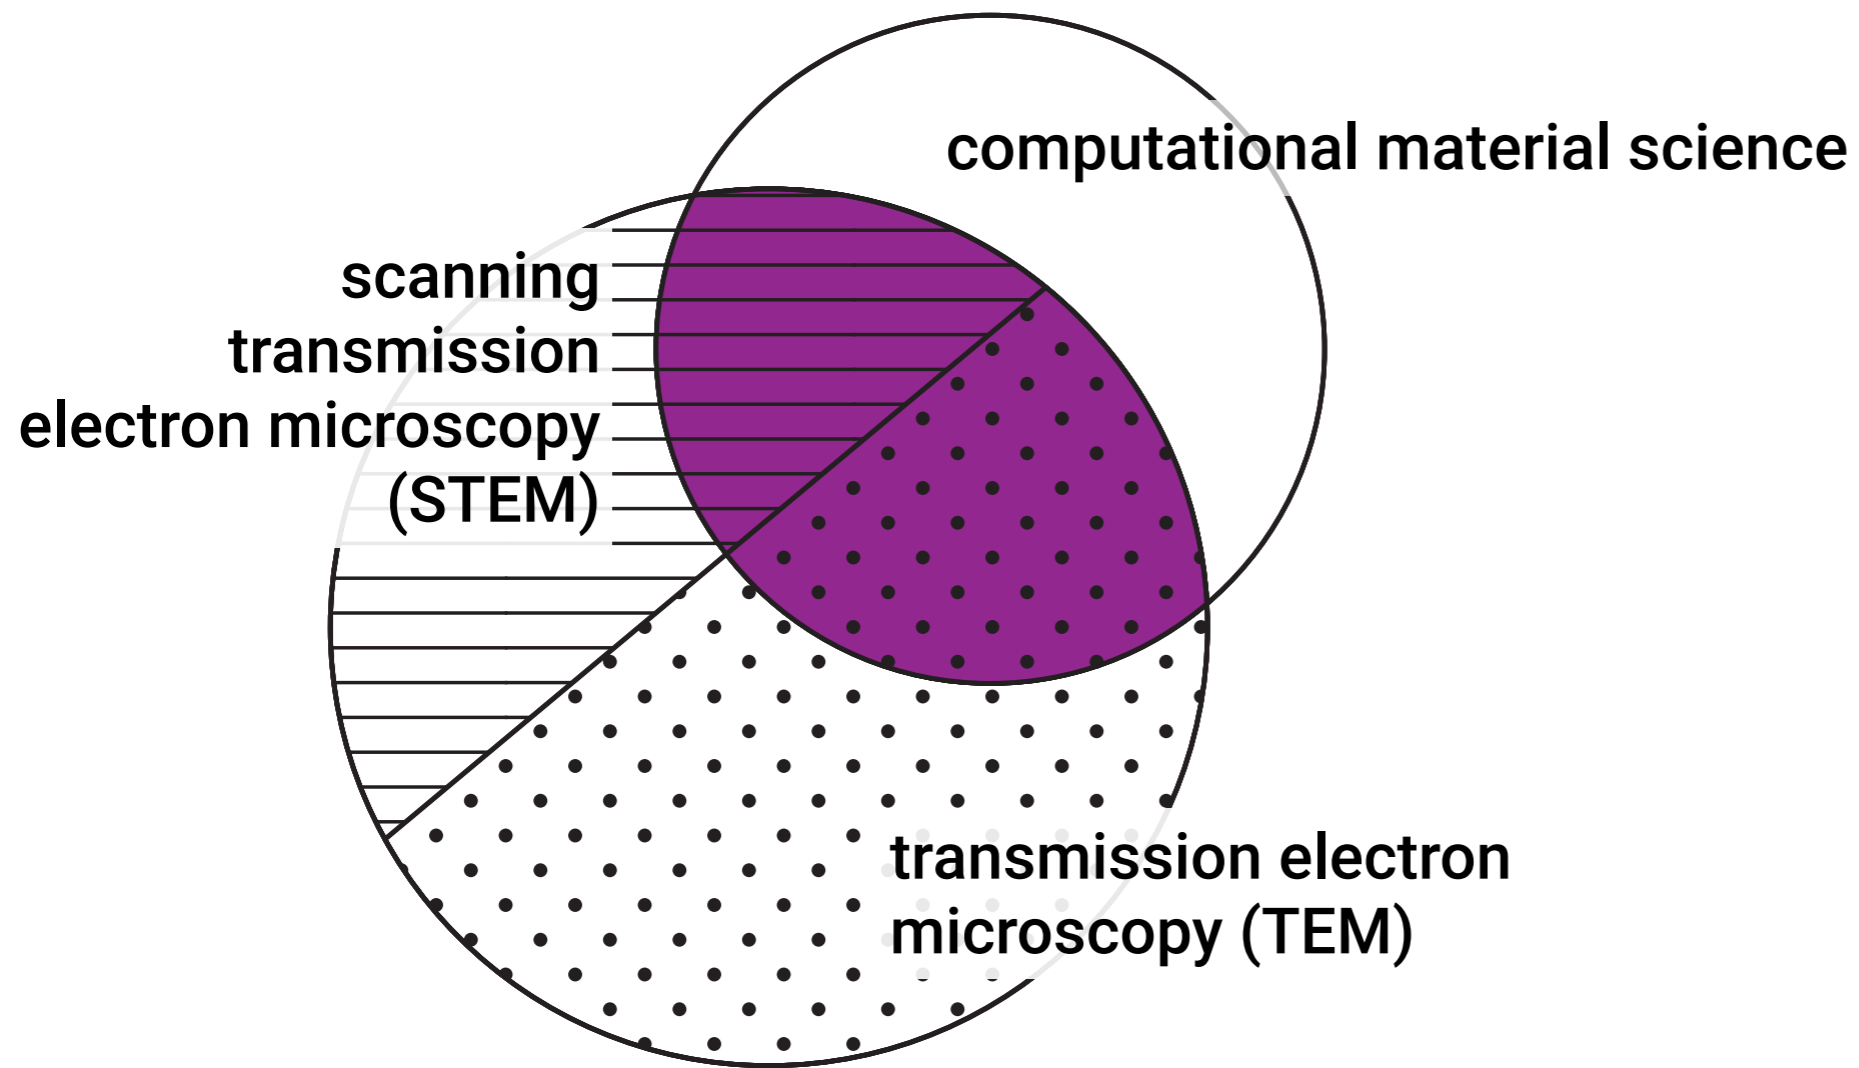 computational material science
scanning
transmission
electron microscopy
(STEM)
transmission electron
microscopy (TEM)